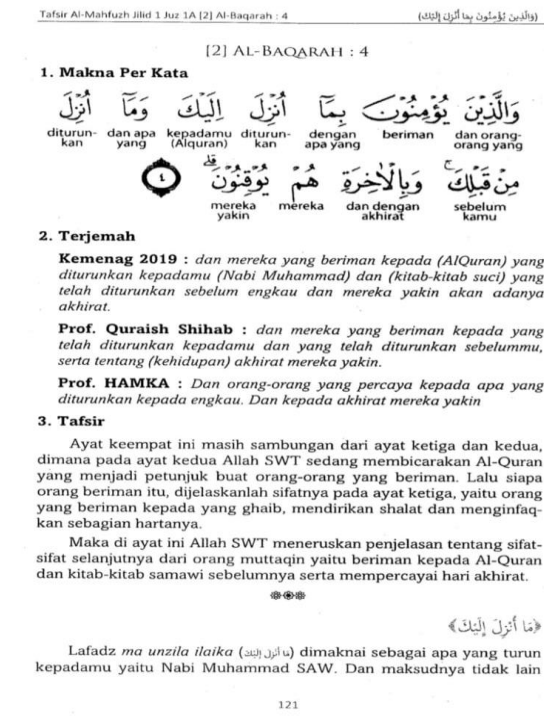 Tafsir Al-Mahfuzh Jilid 1 Juz 1A [2] Al-Baqarah : 4 (وَالَّذِينَ يُؤْمِنُونَ بِمَا أُنْزِلَ إِلَيْكَ)
[2] AL-BAQARAH : 4
1. Makna Per Kata
وَالَّذِيْنَ يُؤْمِنُوْنَ بِمَآ اُنْزِلَ اِلَيْكَ وَمَآ اُنْزِلَ
diturun-kan dan apa yang kepadamu (Alquran) diturun-kan dengan apa yang beriman dan orang-orang yang
مِنْ قَبْلِكَ ۚ وَبِالْاٰخِرَةِ هُمْ يُوْقِنُوْنَ ۗ ٤
mereka yakin mereka dan dengan akhirat sebelum kamu
2. Terjemah
Kemenag 2019 : dan mereka yang beriman kepada (AlQuran) yang
diturunkan kepadamu (Nabi Muhammad) dan (kitab-kitab suci) yang
telah diturunkan sebelum engkau dan mereka yakin akan adanya
akhirat.
Prof. Quraish Shihab : dan mereka yang beriman kepada yang
telah diturunkan kepadamu dan yang telah diturunkan sebelummu,
serta tentang (kehidupan) akhirat mereka yakin.
Prof. HAMKA : Dan orang-orang yang percaya kepada apa yang
diturunkan kepada engkau. Dan kepada akhirat mereka yakin
3. Tafsir
Ayat keempat ini masih sambungan dari ayat ketiga dan kedua,
dimana pada ayat kedua Allah SWT sedang membicarakan Al-Quran
yang menjadi petunjuk buat orang-orang yang beriman. Lalu siapa
orang beriman itu, dijelaskanlah sifatnya pada ayat ketiga, yaitu orang
yang beriman kepada yang ghaib, mendirikan shalat dan menginfaq-
kan sebagian hartanya.
Maka di ayat ini Allah SWT meneruskan penjelasan tentang sifat-
sifat selanjutnya dari orang muttaqin yaitu beriman kepada Al-Quran
dan kitab-kitab samawi sebelumnya serta mempercayai hari akhirat.
﴿مَا أُنْزِلَ إِلَيْكَ﴾
Lafadz ma unzila ilaika (ما أنزل إليك) dimaknai sebagai apa yang turun
kepadamu yaitu Nabi Muhammad SAW. Dan maksudnya tidak lain
121